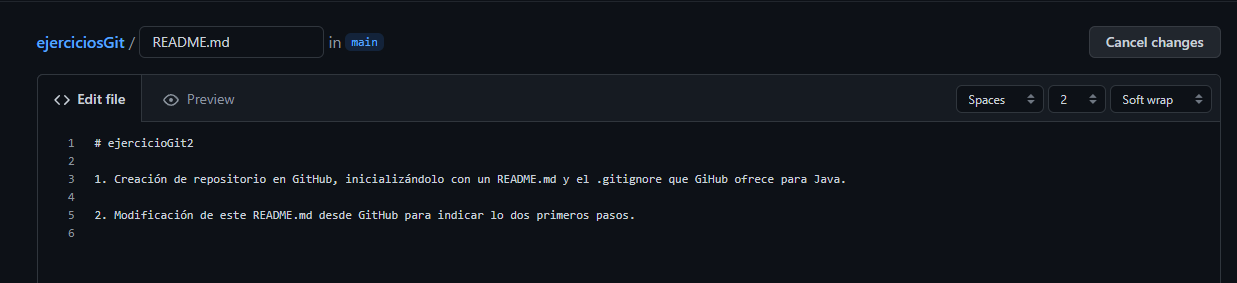 ejerciciosGit / README.md in main Cancel changes
Edit file Preview Spaces 2 Soft wrap
1 # ejercicioGit2
2
3 1. Creación de repositorio en GitHub, inicializándolo con un README.md y el .gitignore que GiHub ofrece para Java.
4
5 2. Modificación de este README.md desde GitHub para indicar lo dos primeros pasos.
6